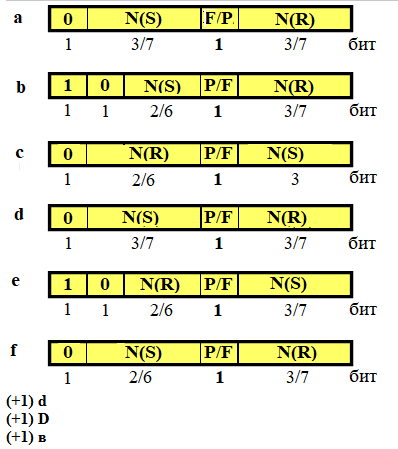 a 0 N(S) F/P. N(R)
1 3/7 1 3/7 бит
b 1 0 N(S) P/F N(R)
1 1 2/6 1 3/7 бит
c 0 N(R) P/F N(S)
1 2/6 1 3 бит
d 0 N(S) P/F N(R)
1 3/7 1 3/7 бит
e 1 0 N(R) P/F N(S)
1 1 2/6 1 3/7 бит
f 0 N(S) P/F N(R)
1 2/6 1 3/7 бит
(+1) d
(+1) D
(+1) в